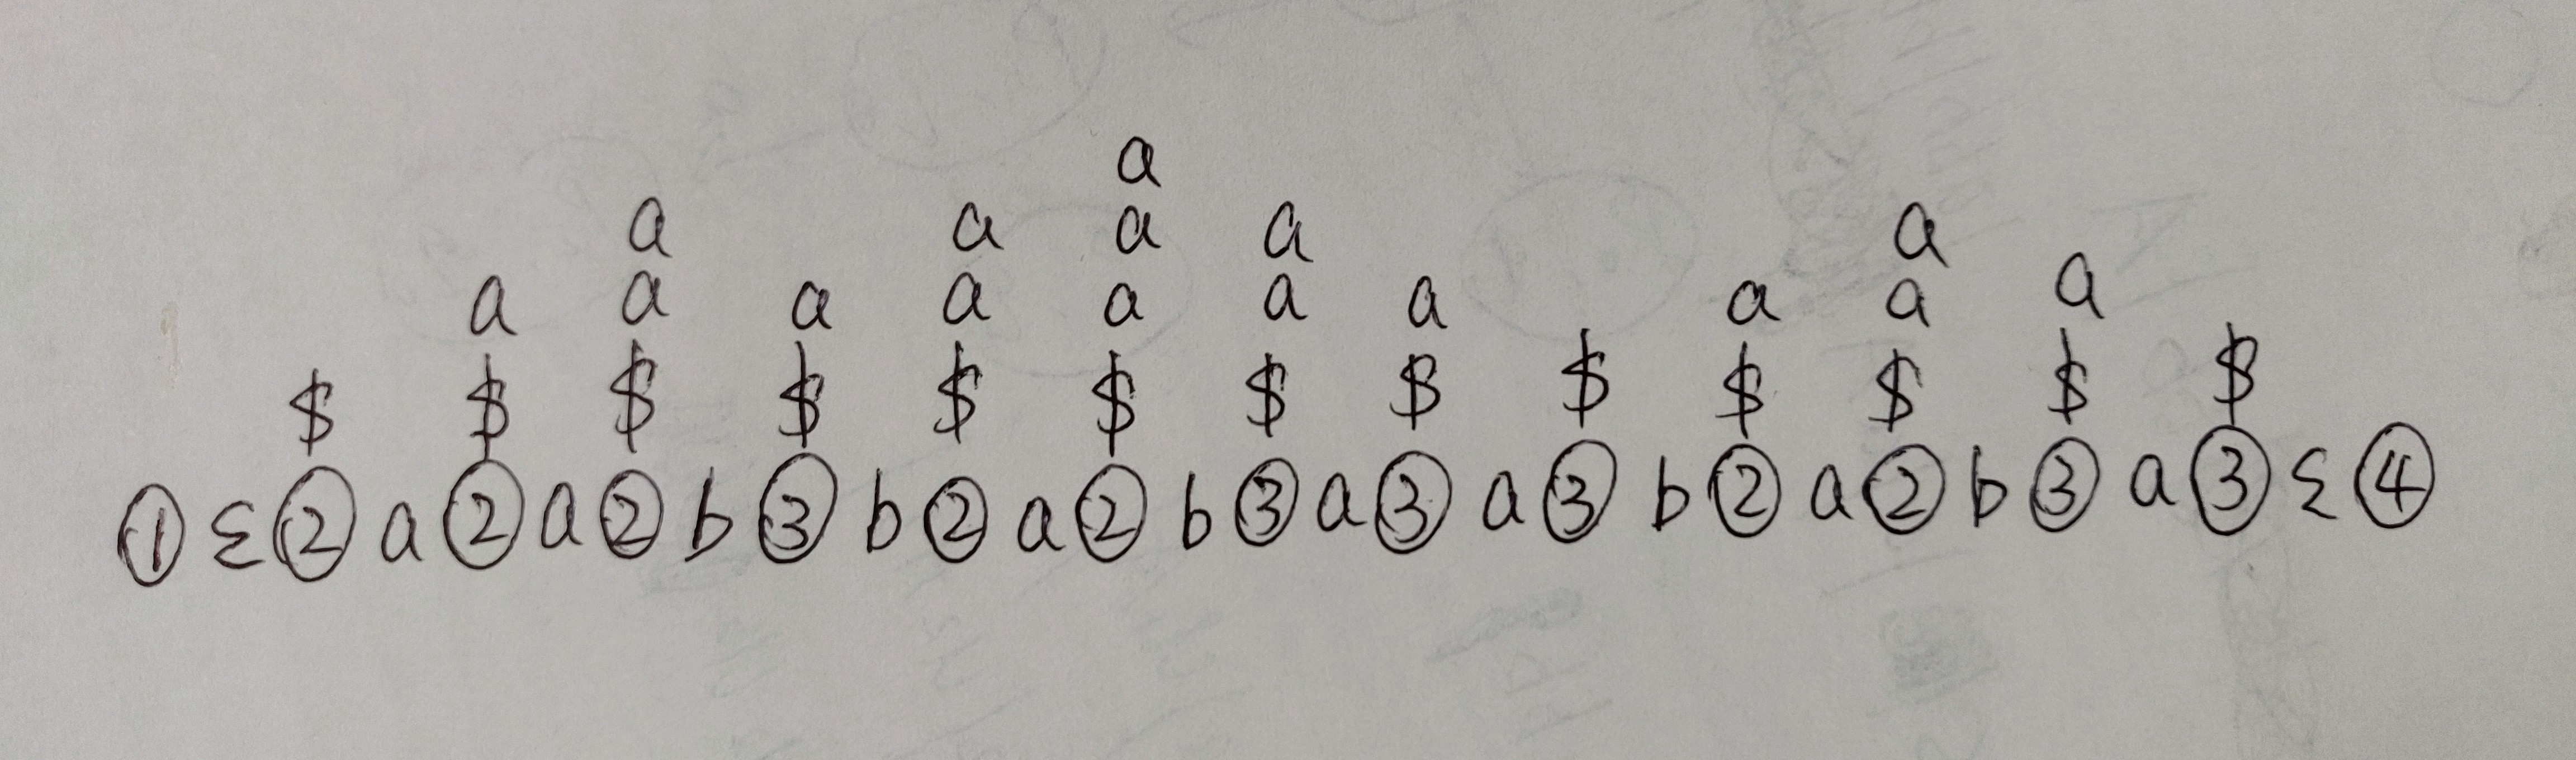 a
a a a a
a a a a a a a a a a
$ $ $ $ $ $ $ $ $ $ $ $ $
① ε ② a ② a ② b ③ b ② a ② b ③ a ③ a ③ b ② a ② b ③ a ③ ε ④